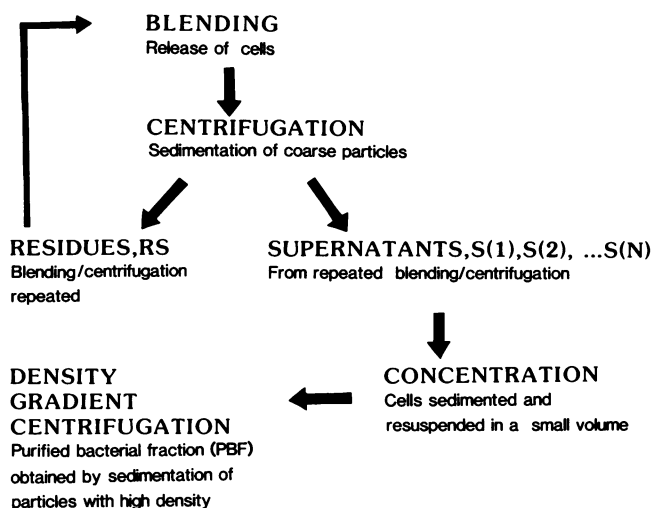 BLENDING
Release of cells
CENTRIFUGATION
Sedimentation of coarse particles
RESIDUES,RS
Blending/centrifugation
repeated
SUPERNATANTS,S(1),S(2), ...S(N)
From repeated blending/centrifugation
CONCENTRATION
Cells sedimented and
resuspended in a small volume
DENSITY
GRADIENT
CENTRIFUGATION
Purified bacterial fraction (PBF)
obtained by sedimentation of
particles with high density